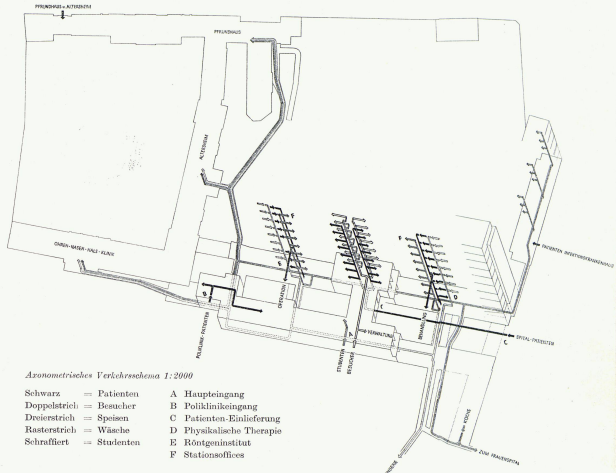 PFRUNDHAUS u. ALTERSHEIM
PFRUNDHAUS
ALTERSHEIM
OHREN-NASEN-HALS-KLINIK
PATIENTEN INFEKTIONSKRANKENHAUS
OPERATION
POLIKLINIK-PATIENTEN
STUDENTEN
BESUCHER
VERWALTUNG
BEHANDLUNG
SPITAL-PATIENTEN
KÜCHE
ZUM FRAUENSPITAL
F
F
E
B
A
D
C
Axonometrisches Verkehrsschema 1:2000
Schwarz = Patienten
Doppelstrich = Besucher
Dreierstrich = Speisen
Rasterstrich = Wäsche
Schraffiert = Studenten
A Haupteingang
B Poliklinikeingang
C Patienten-Einlieferung
D Physikalische Therapie
E Röntgeninstitut
F Stationsoffices